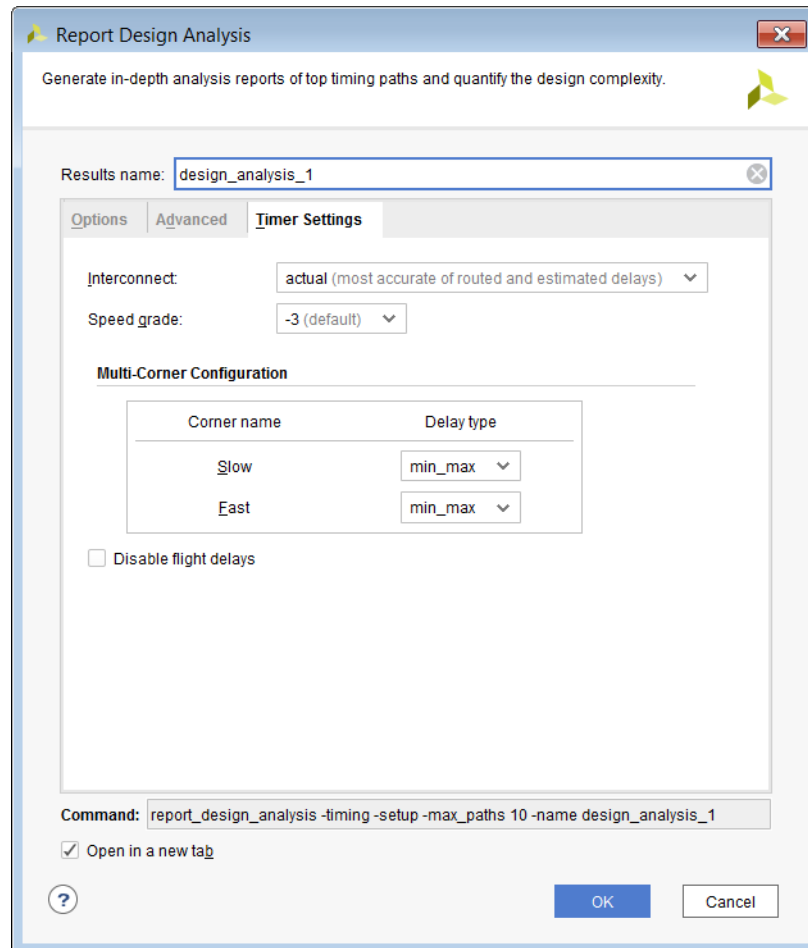 Report Design Analysis
Generate in-depth analysis reports of top timing paths and quantify the design complexity.
Results name: design_analysis_1
Options Advanced Timer Settings
Interconnect: actual (most accurate of routed and estimated delays)
Speed grade: -3 (default)
Multi-Corner Configuration
Corner name Delay type
Slow min_max
Fast min_max
Disable flight delays
Command: report_design_analysis -timing -setup -max_paths 10 -name design_analysis_1
Open in a new tab
? OK Cancel